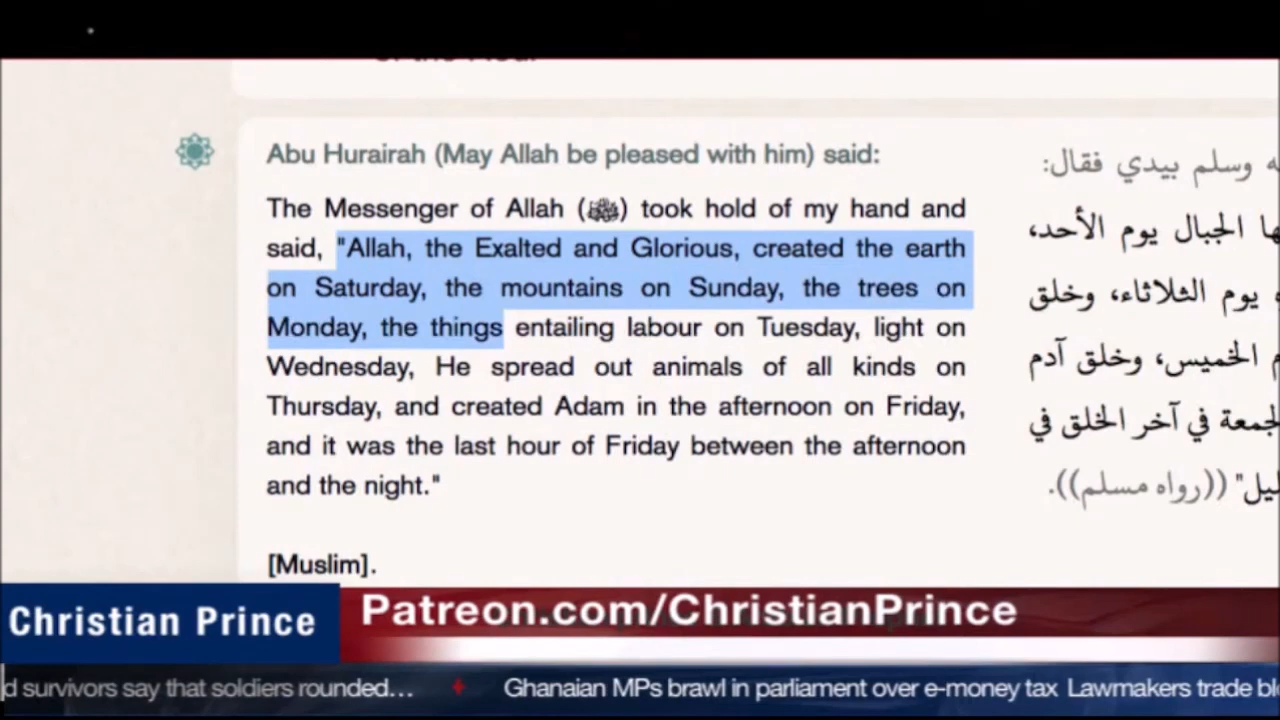 Abu Hurairah (May Allah be pleased with him) said:
The Messenger of Allah (ﷺ) took hold of my hand and
said, "Allah, the Exalted and Glorious, created the earth
on Saturday, the mountains on Sunday, the trees on
Monday, the things entailing labour on Tuesday, light on
Wednesday, He spread out animals of all kinds on
Thursday, and created Adam in the afternoon on Friday,
and it was the last hour of Friday between the afternoon
and the night."
[Muslim].
وسلم بيدي فقال:
الجبال يوم الأحد،
يوم الثلاثاء، وخلق
الخميس، وخلق آدم
الجمعة في آخر الخلق في
((رواه مسلم)).
Christian Prince
Patreon.com/ChristianPrince
d survivors say that soldiers rounded... Ghanaian MPs brawl in parliament over e-money tax Lawmakers trade bl